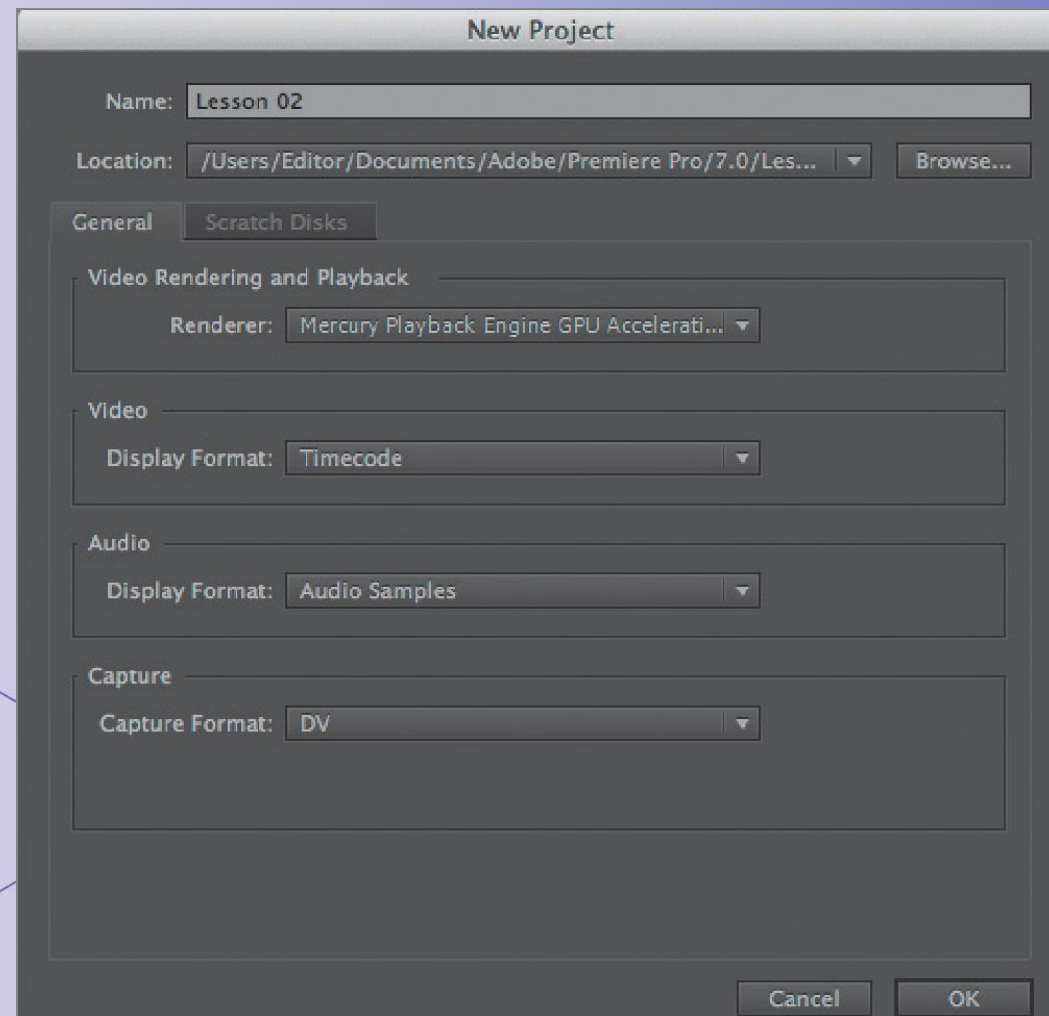 New Project
Name: Lesson 02
Location: /Users/Editor/Documents/Adobe/Premiere Pro/7.0/Les... Browse...
General Scratch Disks
Video Rendering and Playback
Renderer: Mercury Playback Engine GPU Accelerati...
Video
Display Format: Timecode
Audio
Display Format: Audio Samples
Capture
Capture Format: DV
Cancel OK